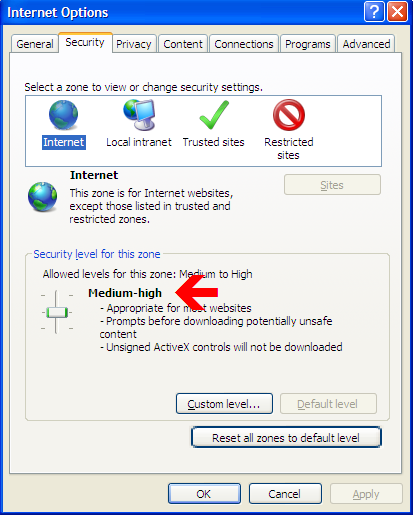 Internet Options
General Security Privacy Content Connections Programs Advanced
Select a zone to view or change security settings.
Internet Local intranet Trusted sites Restricted
sites
Internet
This zone is for Internet websites,
except those listed in trusted and
restricted zones.
Sites
Security level for this zone
Allowed levels for this zone: Medium to High
Medium-high
- Appropriate for most websites
- Prompts before downloading potentially unsafe
content
- Unsigned ActiveX controls will not be downloaded
Custom level... Default level
Reset all zones to default level
OK Cancel Apply